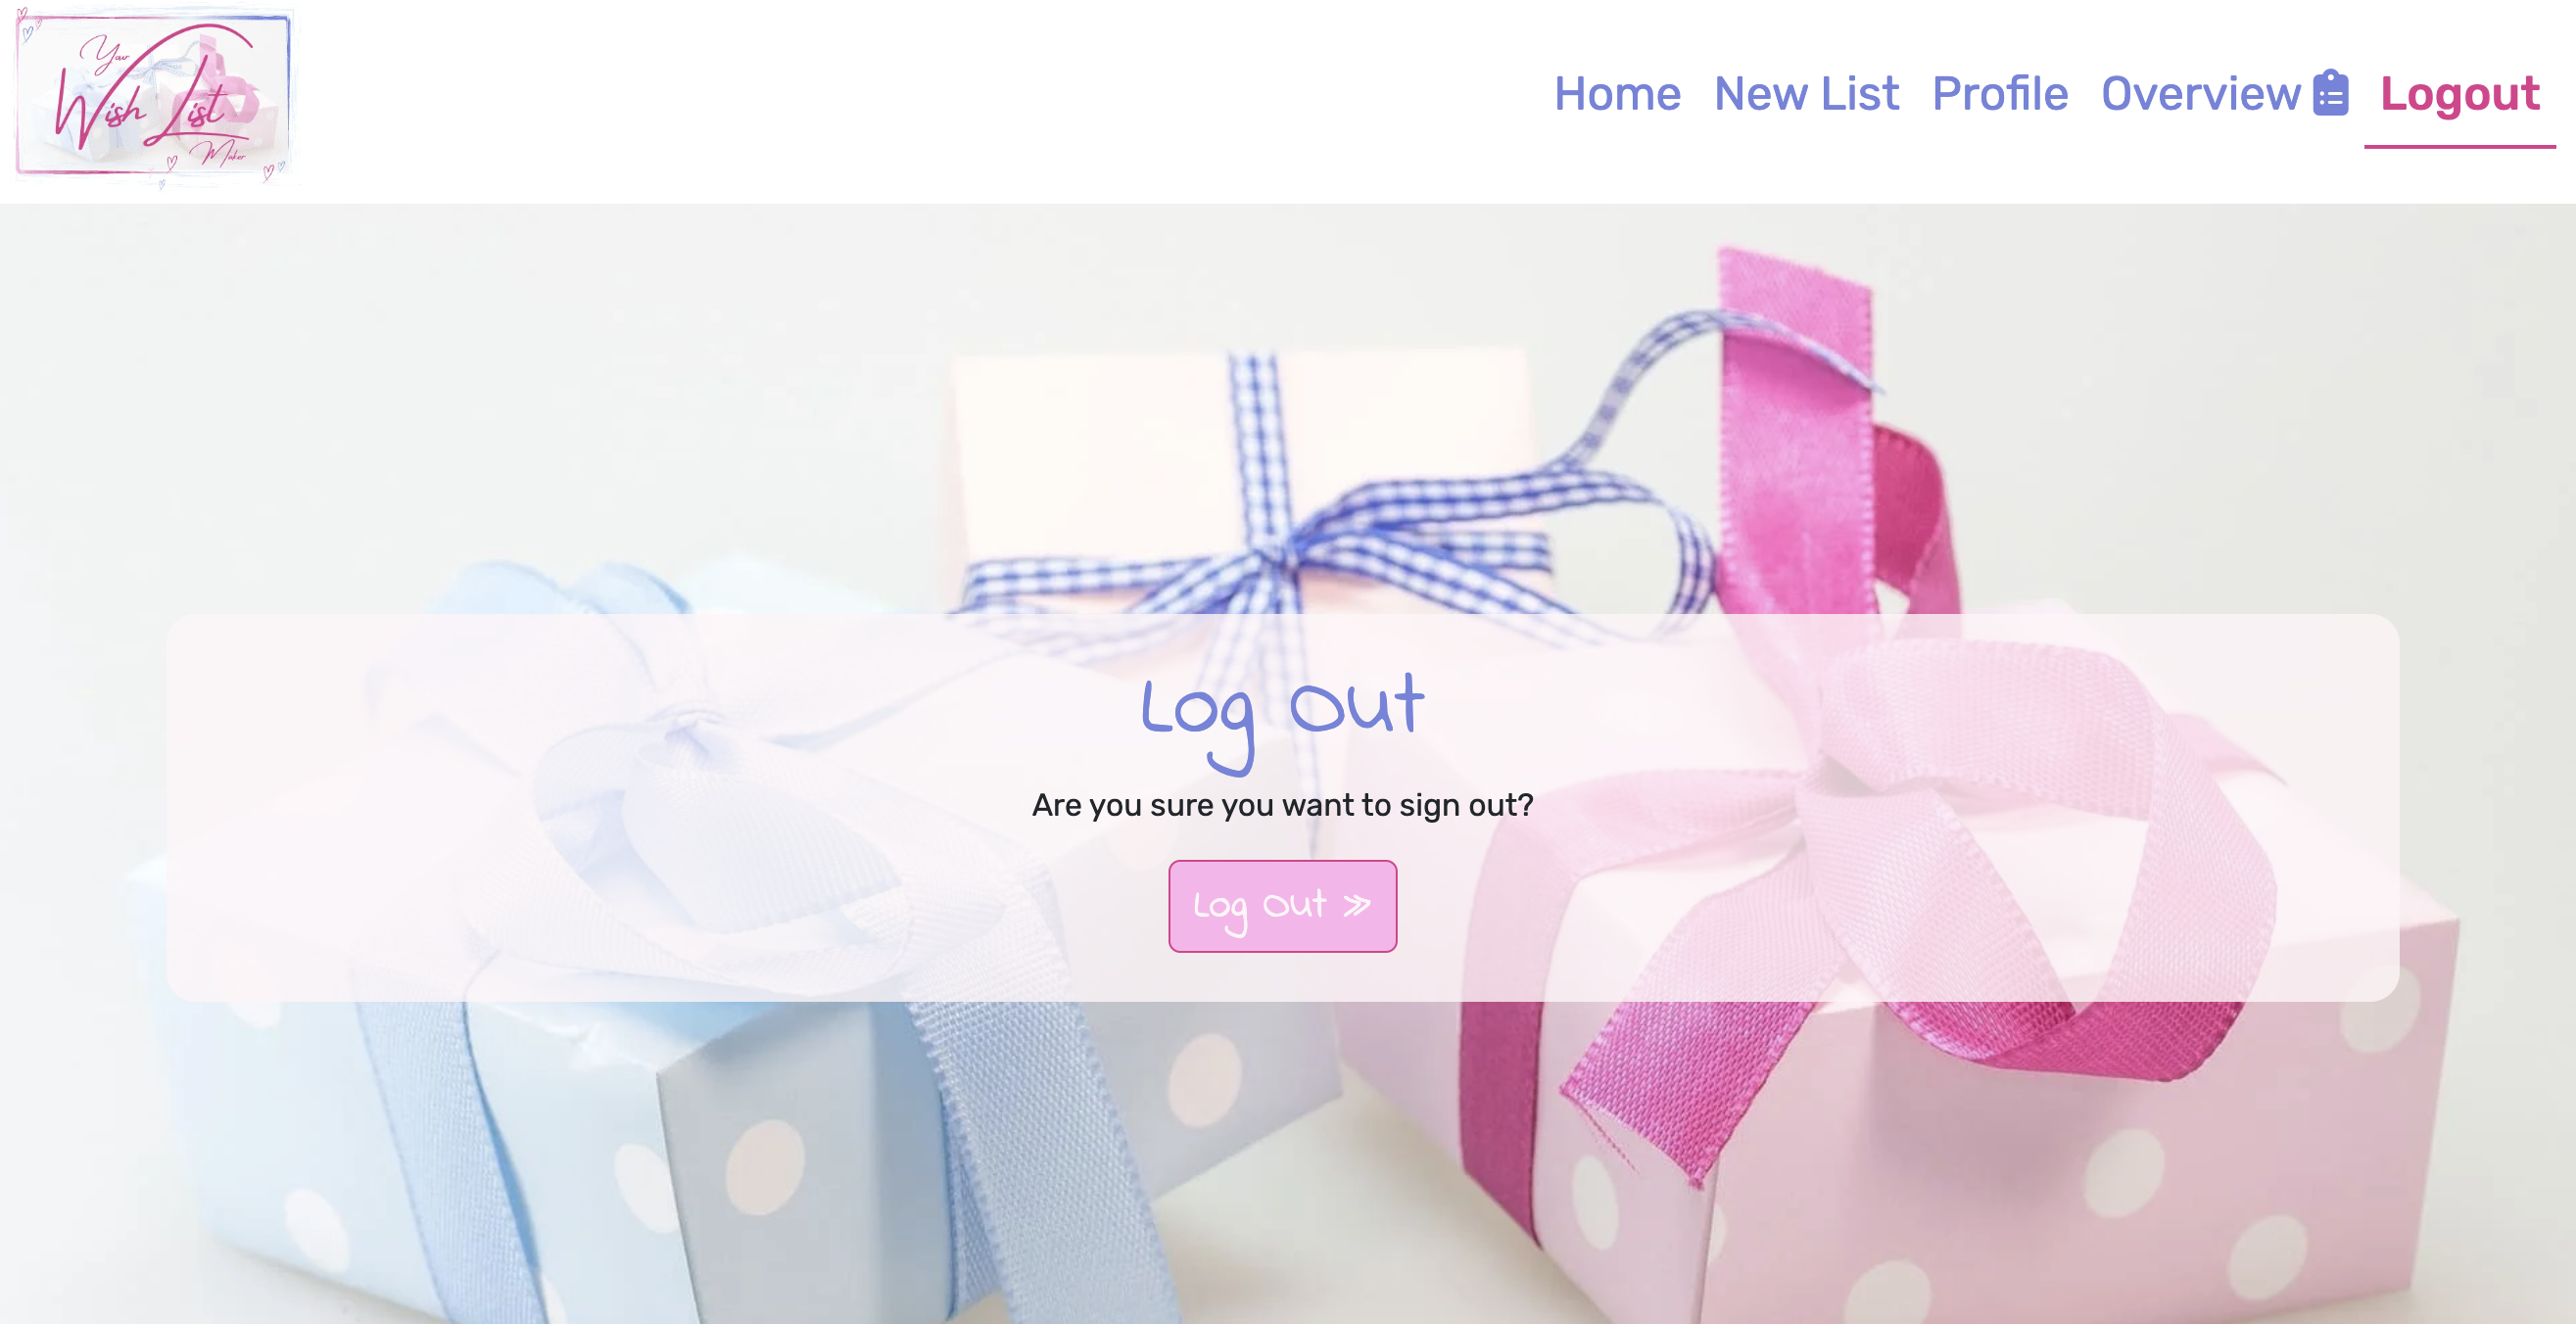 Your
Wish List
Maker
Home New List Profile Overview Logout
Log Out
Are you sure you want to sign out?
Log Out »